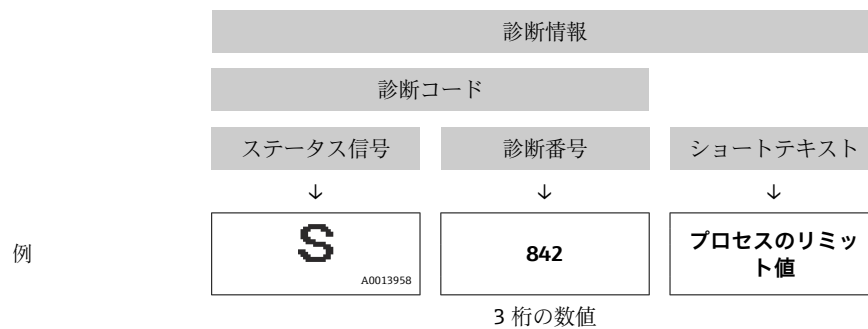 診断情報
診断コード
ステータス信号 診断番号 ショートテキスト
↓ ↓ ↓
例 S A0013958 842 プロセスのリミッ
ト値
3 桁の数値